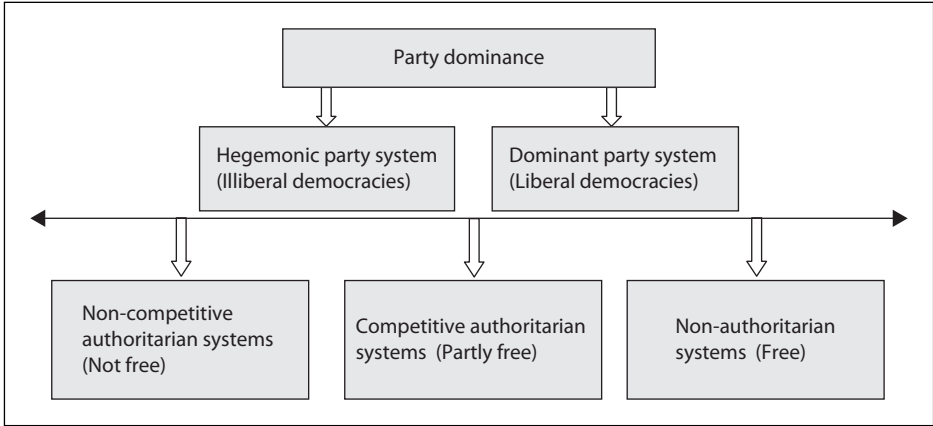 Party dominance
Hegemonic party system
(Illiberal democracies)
Dominant party system
(Liberal democracies)
Non-competitive
authoritarian systems
(Not free)
Competitive authoritarian
systems (Partly free)
Non-authoritarian
systems (Free)